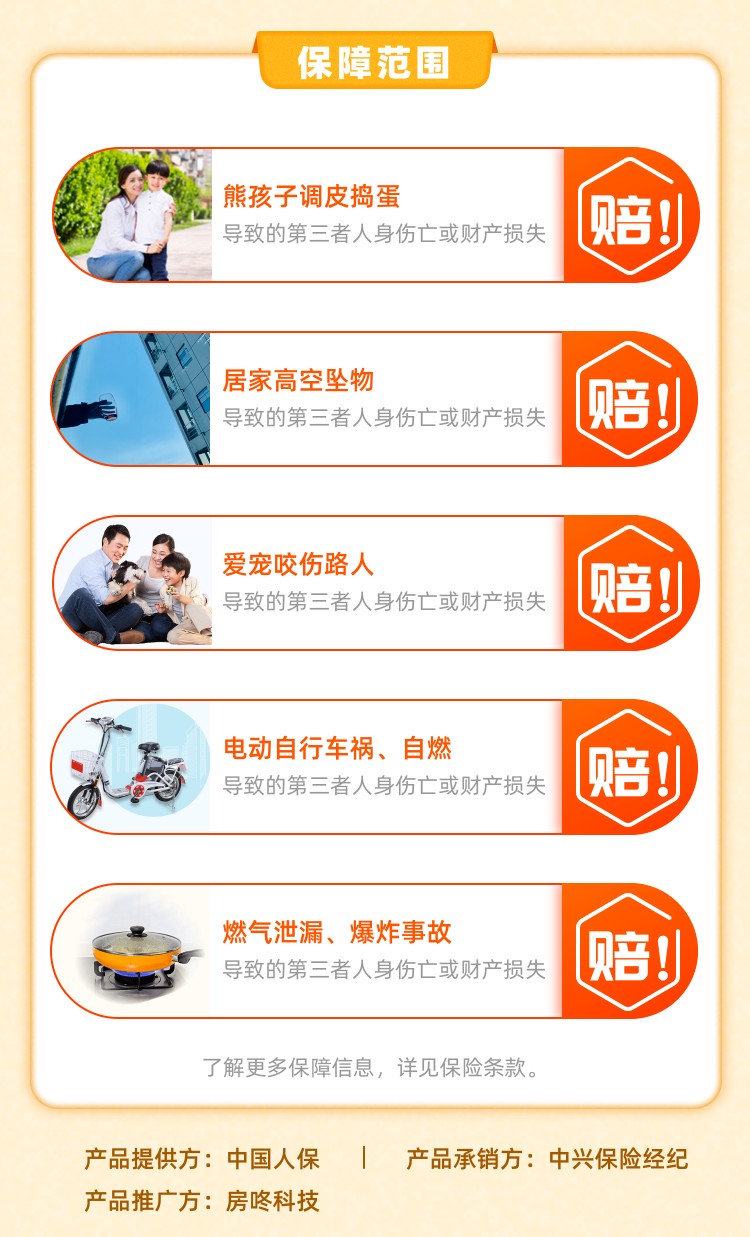 保障范围
熊孩子调皮捣蛋
导致的第三者人身伤亡或财产损失
赔!
居家高空坠物
导致的第三者人身伤亡或财产损失
赔!
爱宠咬伤路人
导致的第三者人身伤亡或财产损失
赔!
电动自行车祸、自燃
导致的第三者人身伤亡或财产损失
赔!
燃气泄漏、爆炸事故
导致的第三者人身伤亡或财产损失
赔!
了解更多保障信息，详见保险条款。
产品提供方：中国人保 | 产品承销方：中兴保险经纪
产品推广方：房咚科技